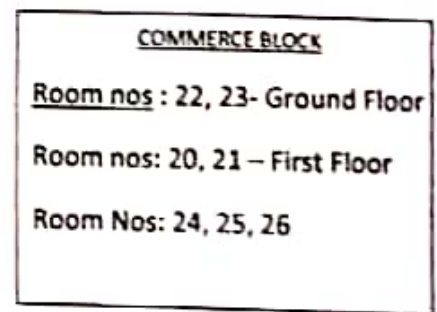 COMMERCE BLOCK
Room nos : 22, 23- Ground Floor
Room nos: 20, 21 – First Floor
Room Nos: 24, 25, 26